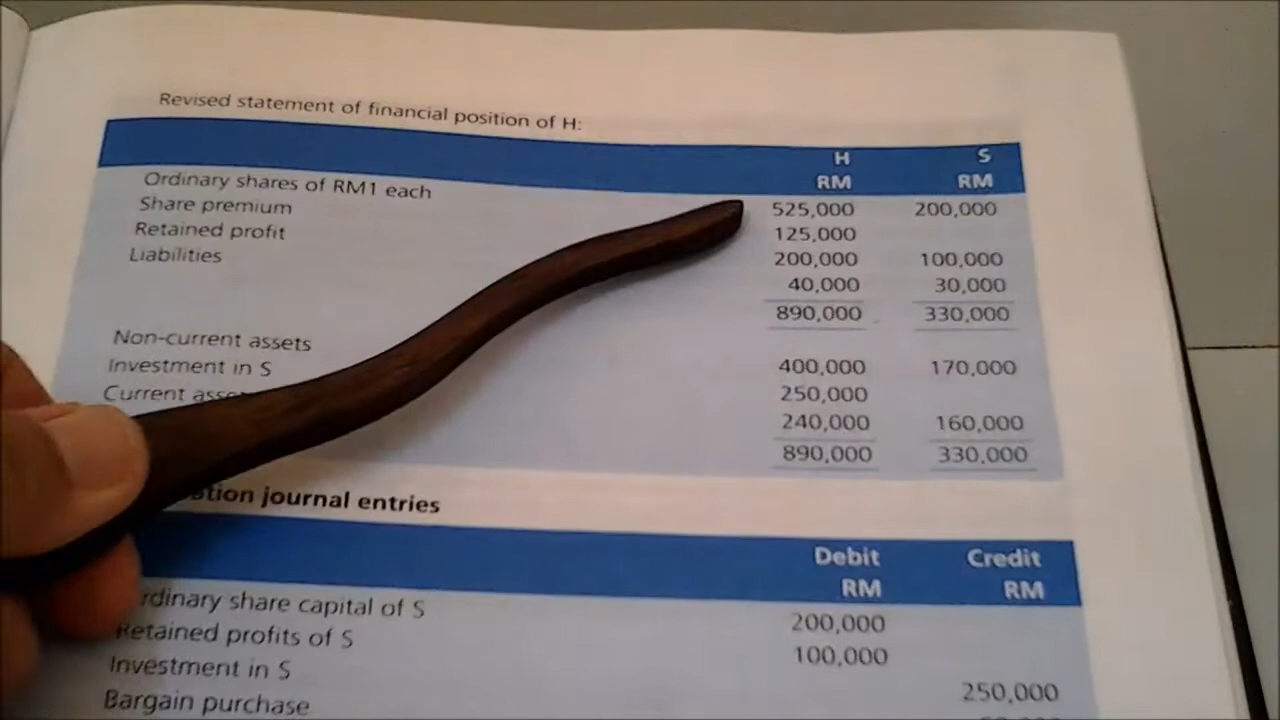 Revised statement of financial position of H:
H S
RM RM
Ordinary shares of RM1 each 525,000 200,000
Share premium 125,000
Retained profit 200,000 100,000
Liabilities 40,000 30,000
890,000 330,000
Non-current assets 400,000 170,000
Investment in S 250,000
Current 240,000 160,000
890,000 330,000
journal entries
Debit Credit
RM RM
share capital of S 200,000
Retained profits of S 100,000
Investment in S 250,000
Bargain purchase